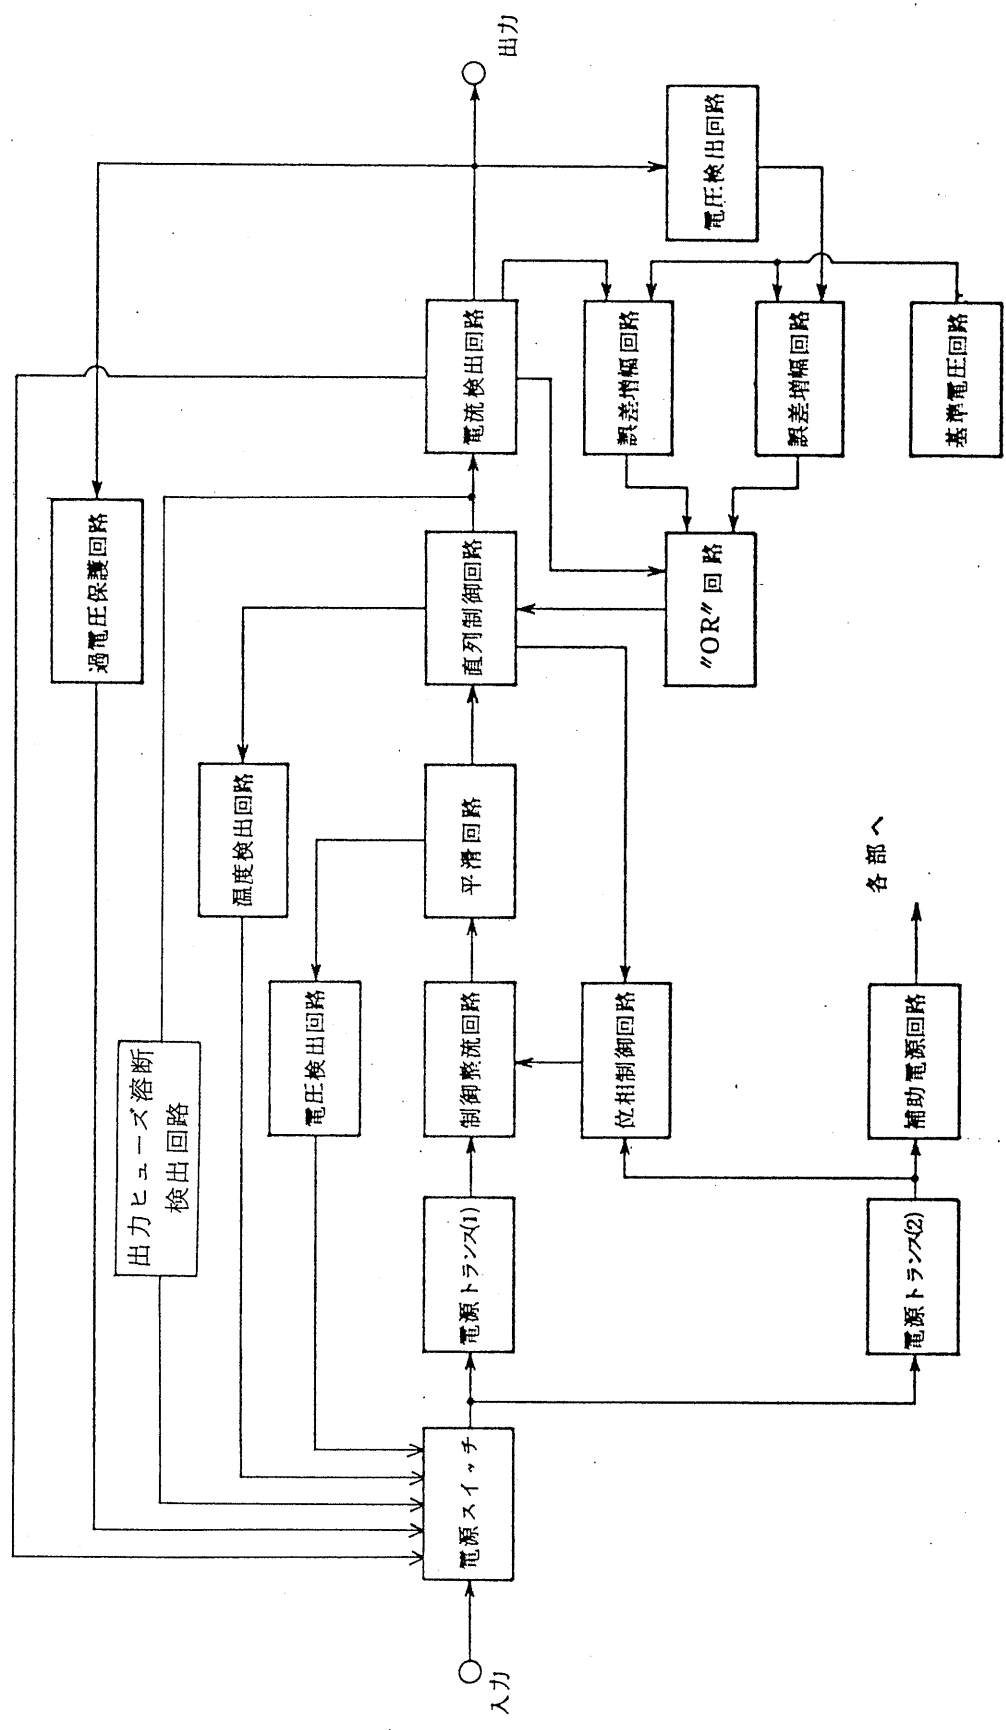 入力
電源スイッチ
電源トランス(1)
電源トランス(2)
出力ヒューズ溶断
検出回路
電圧検出回路
制御整流回路
位相制御回路
補助電源回路
各部へ
温度検出回路
平滑回路
過電圧保護回路
直列制御回路
"OR"回路
電流検出回路
誤差増幅回路
誤差増幅回路
基準電圧回路
電圧検出回路
出力